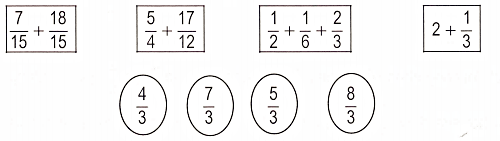 7/15 + 18/15   5/4 + 17/12   1/2 + 1/6 + 2/3   2 + 1/3
4/3   7/3   5/3   8/3